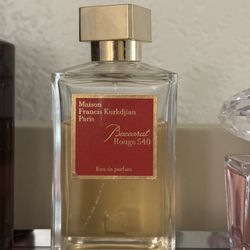 Maison
Francis Kurkdjian
Paris
Baccarat
Rouge 540
Eau de parfum